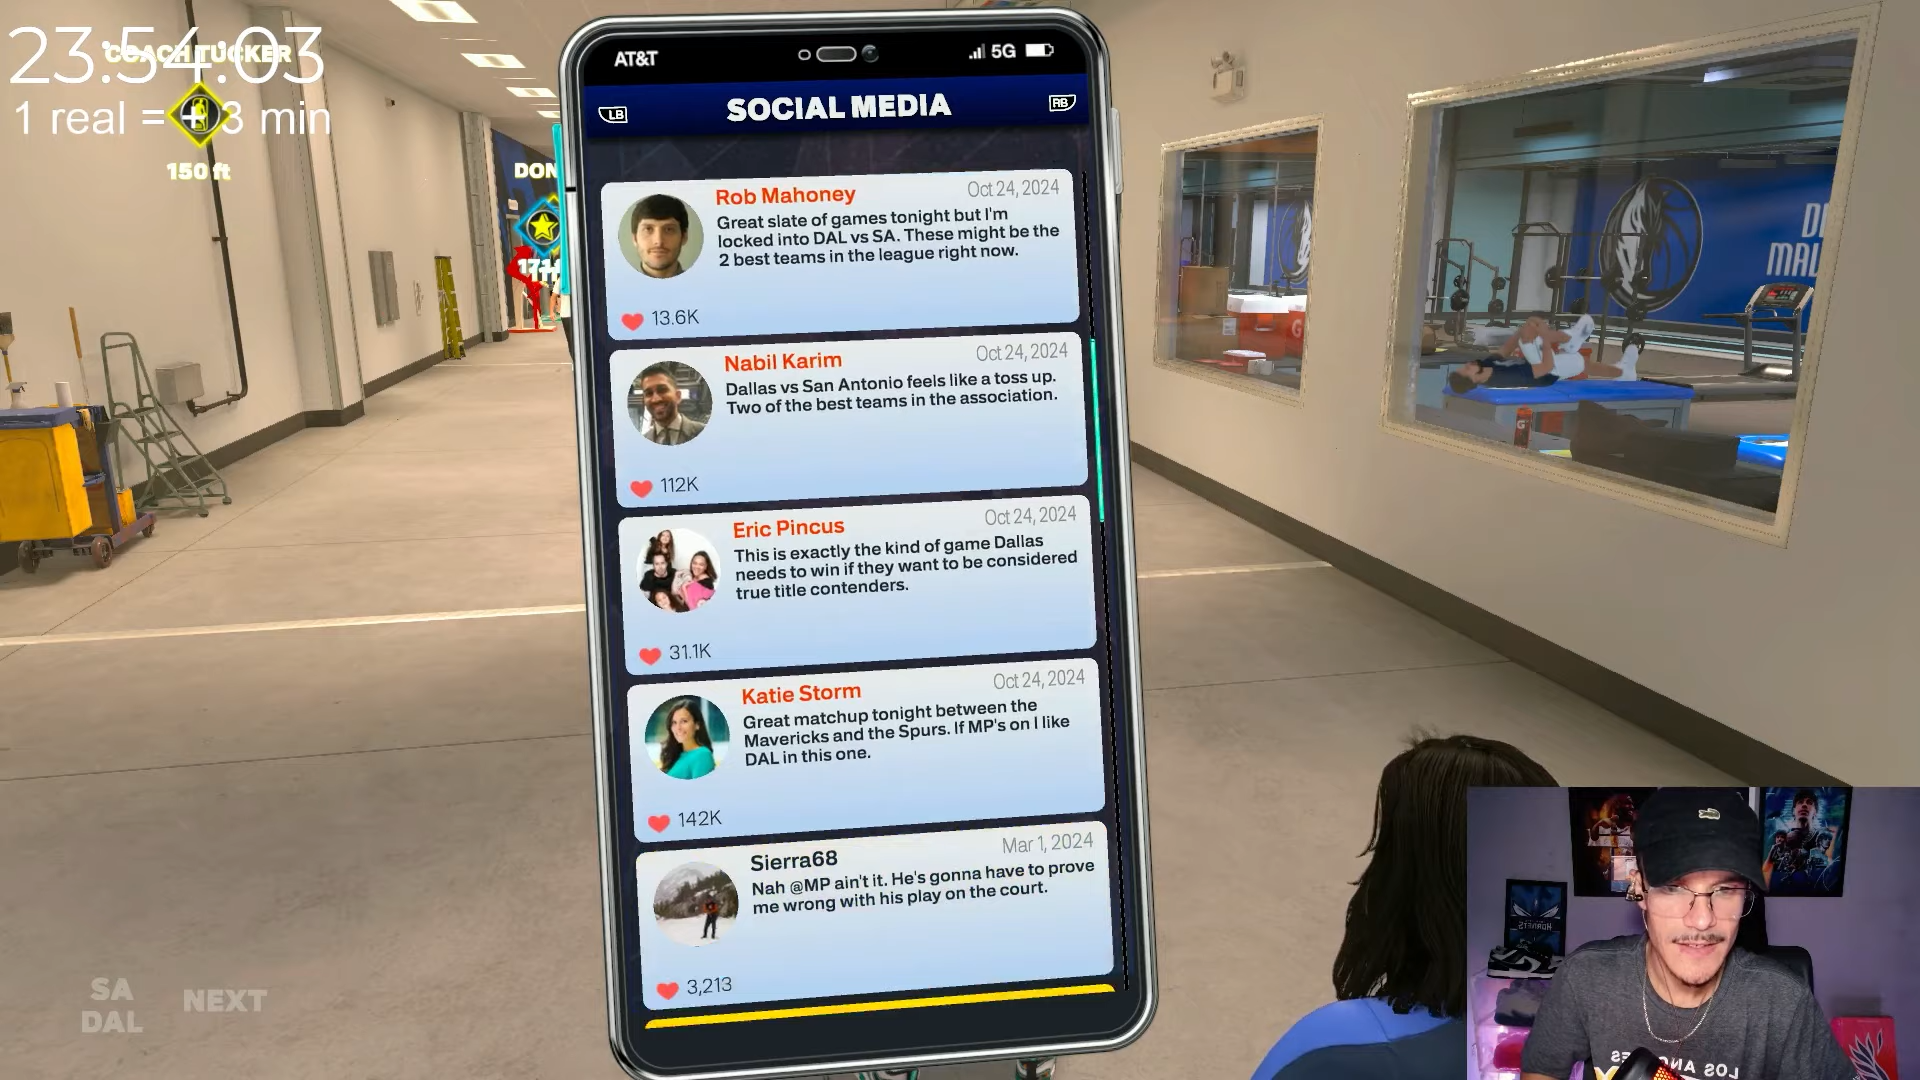 23:54:03
COACH TUCKER
1 real = 3 min
150 ft
DON
AT&T
5G
LB
SOCIAL MEDIA
RB
Rob Mahoney
Oct 24, 2024
Great slate of games tonight but I'm
locked into DAL vs SA. These might be the
2 best teams in the league right now.
13.6K
Nabil Karim
Oct 24, 2024
Dallas vs San Antonio feels like a toss up.
Two of the best teams in the association.
112K
Eric Pincus
Oct 24, 2024
This is exactly the kind of game Dallas
needs to win if they want to be considered
true title contenders.
31.1K
Katie Storm
Oct 24, 2024
Great matchup tonight between the
Mavericks and the Spurs. If MP's on I like
DAL in this one.
142K
Sierra68
Mar 1, 2024
Nah @MP ain't it. He's gonna have to prove
me wrong with his play on the court.
3,213
SA
DAL
NEXT
HORNETS
LOS ANGELES